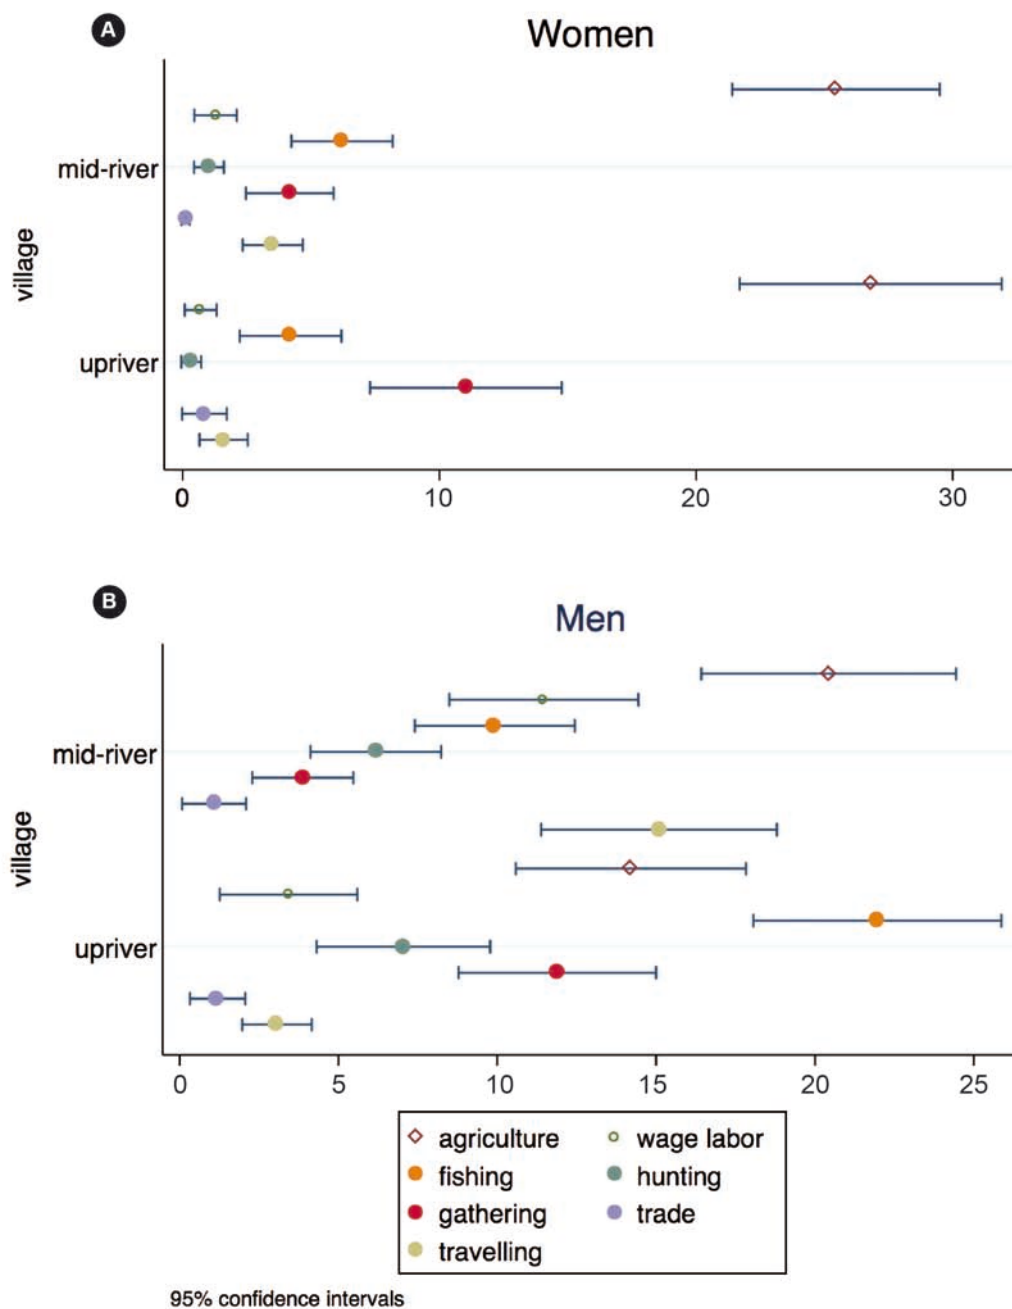 A
Women
mid-river
village
upriver
0 10 20 30
B
Men
mid-river
village
upriver
0 5 10 15 20 25
agriculture wage labor
fishing hunting
gathering trade
travelling
95% confidence intervals